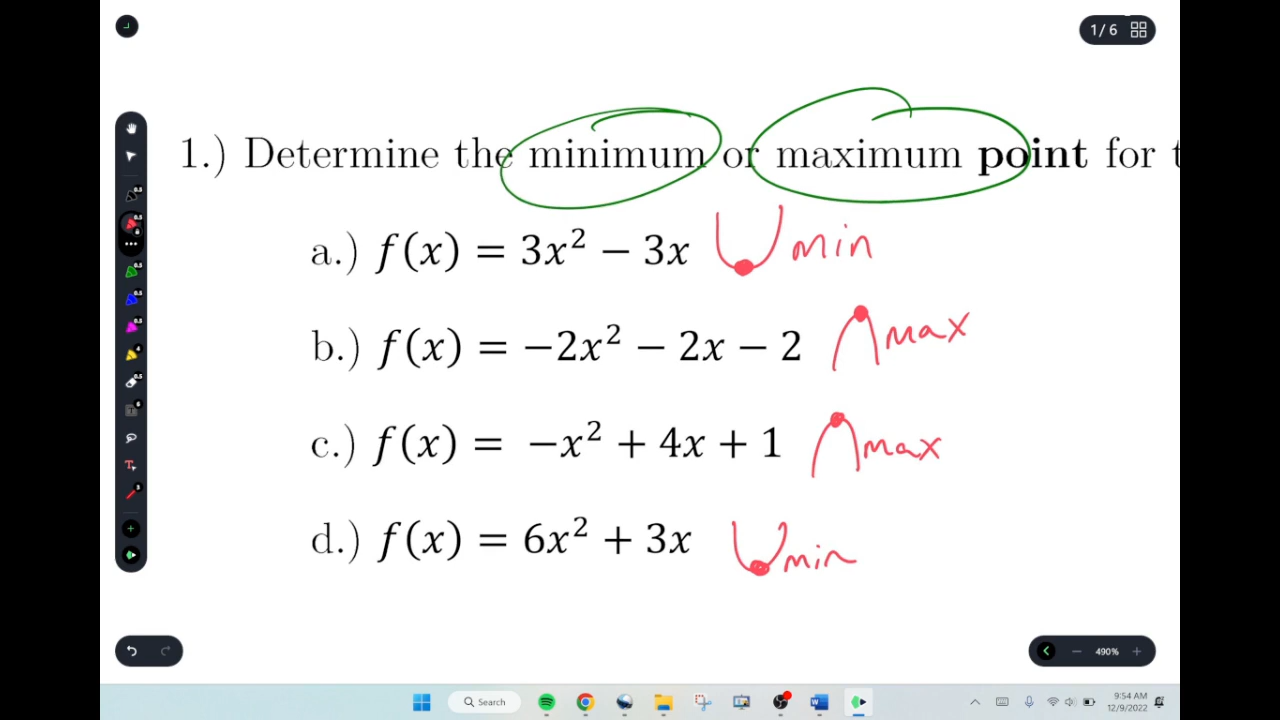 1 / 6
1.) Determine the minimum or maximum point for t
a.) f(x) = 3x² − 3x min
b.) f(x) = −2x² − 2x − 2 max
c.) f(x) = −x² + 4x + 1 max
d.) f(x) = 6x² + 3x min
490%
Search
9:54 AM
12/9/2022